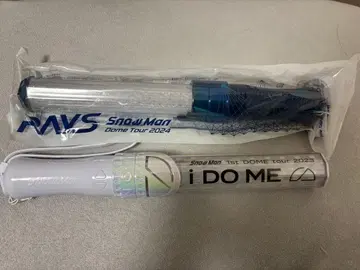 RAYS
Snow Man
Dome Tour 2024
Snow Man 1st DOME tour 2023
i DO ME